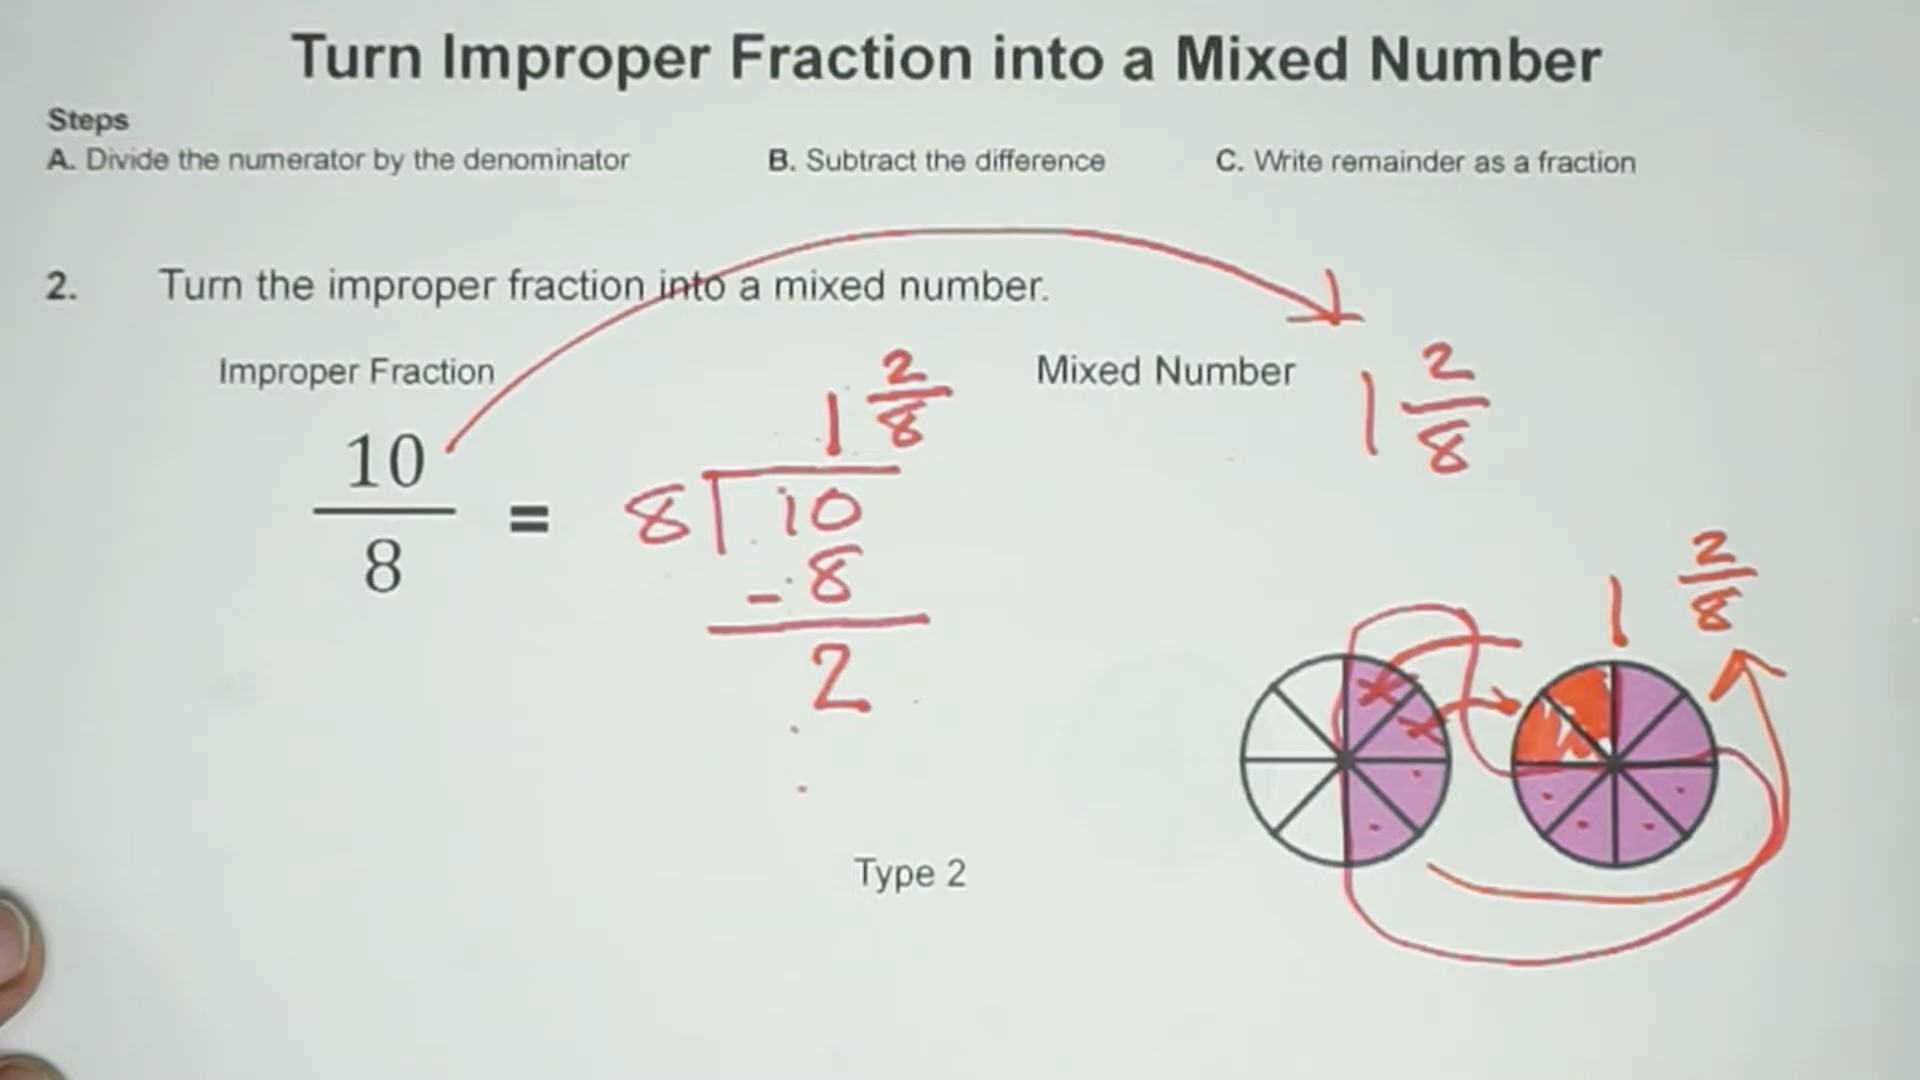 Turn Improper Fraction into a Mixed Number
Steps
A. Divide the numerator by the denominator B. Subtract the difference C. Write remainder as a fraction
2. Turn the improper fraction into a mixed number.
Improper Fraction
10
8
=
1 2/8
8 10
- 8
2
Mixed Number 1 2/8
1 2/8
Type 2